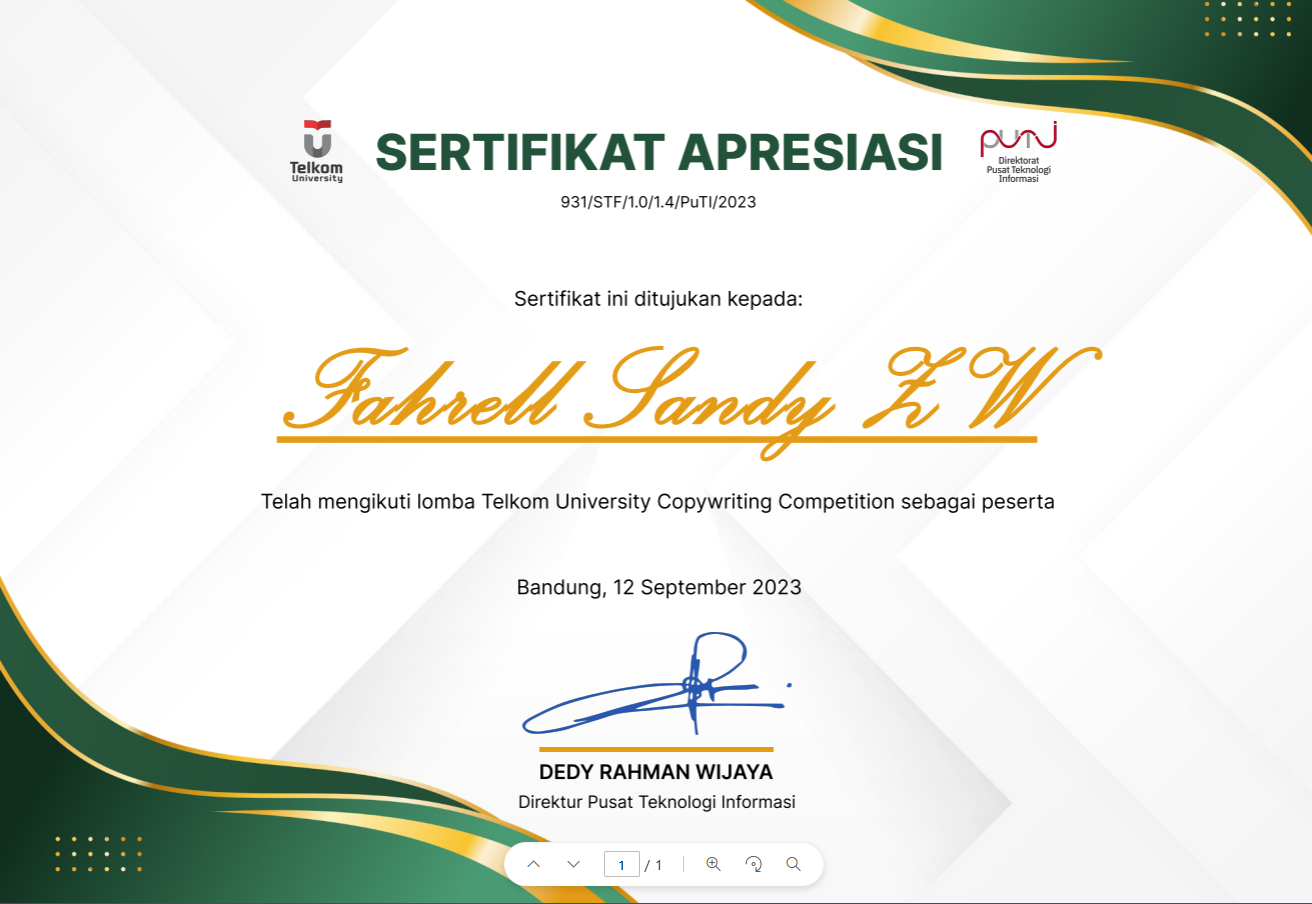 Telkom
University
SERTIFIKAT APRESIASI
puti
Direktorat
Pusat Teknologi
Informasi
931/STF/1.0/1.4/PuTI/2023
Sertifikat ini ditujukan kepada:
Fahrell Sandy Z W
Telah mengikuti lomba Telkom University Copywriting Competition sebagai peserta
Bandung, 12 September 2023
DEDY RAHMAN WIJAYA
Direktur Pusat Teknologi Informasi
1 / 1